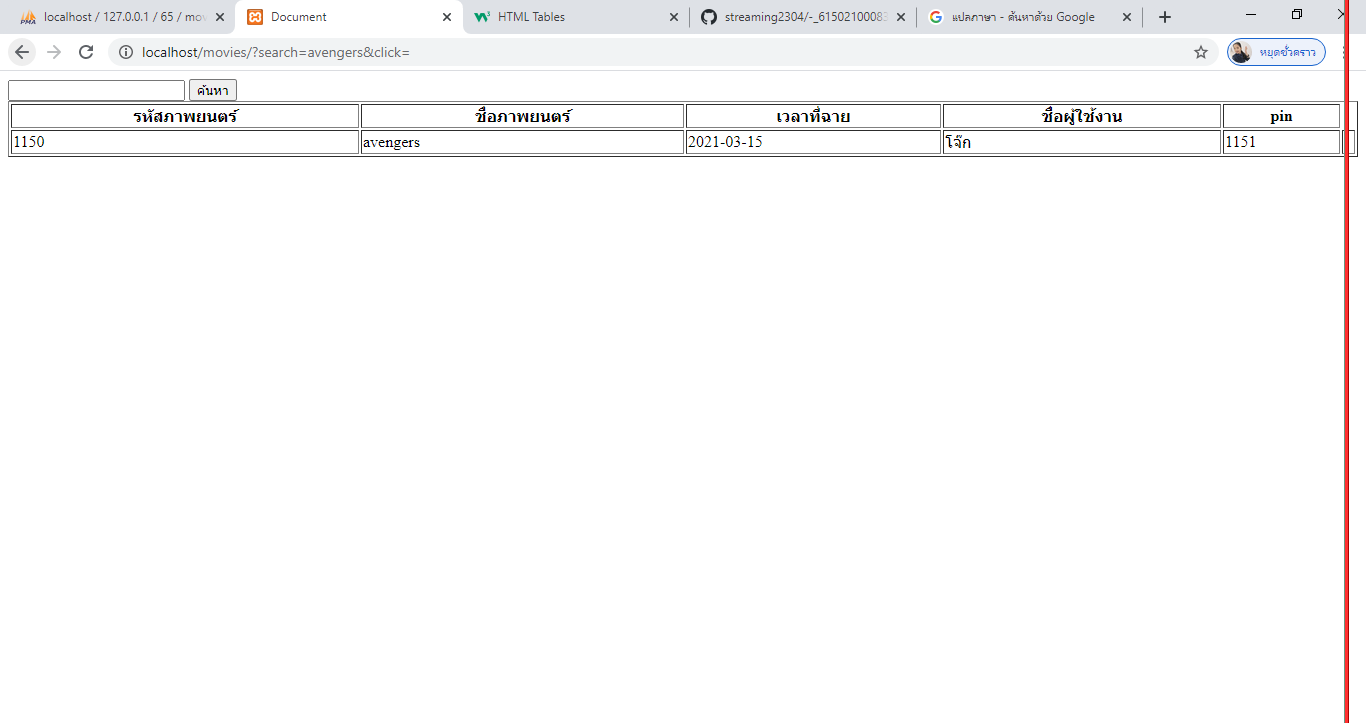 localhost / 127.0.0.1 / 65 / mov Document HTML Tables streaming2304/-_61502100083 แปลภาษา - ค้นหาด้วย Google
localhost/movies/?search=avengers&click= หยุดชั่วคราว
ค้นหา
รหัสภาพยนตร์ ชื่อภาพยนตร์ เวลาที่ฉาย ชื่อผู้ใช้งาน pin
1150 avengers 2021-03-15 โจ๊ก 1151